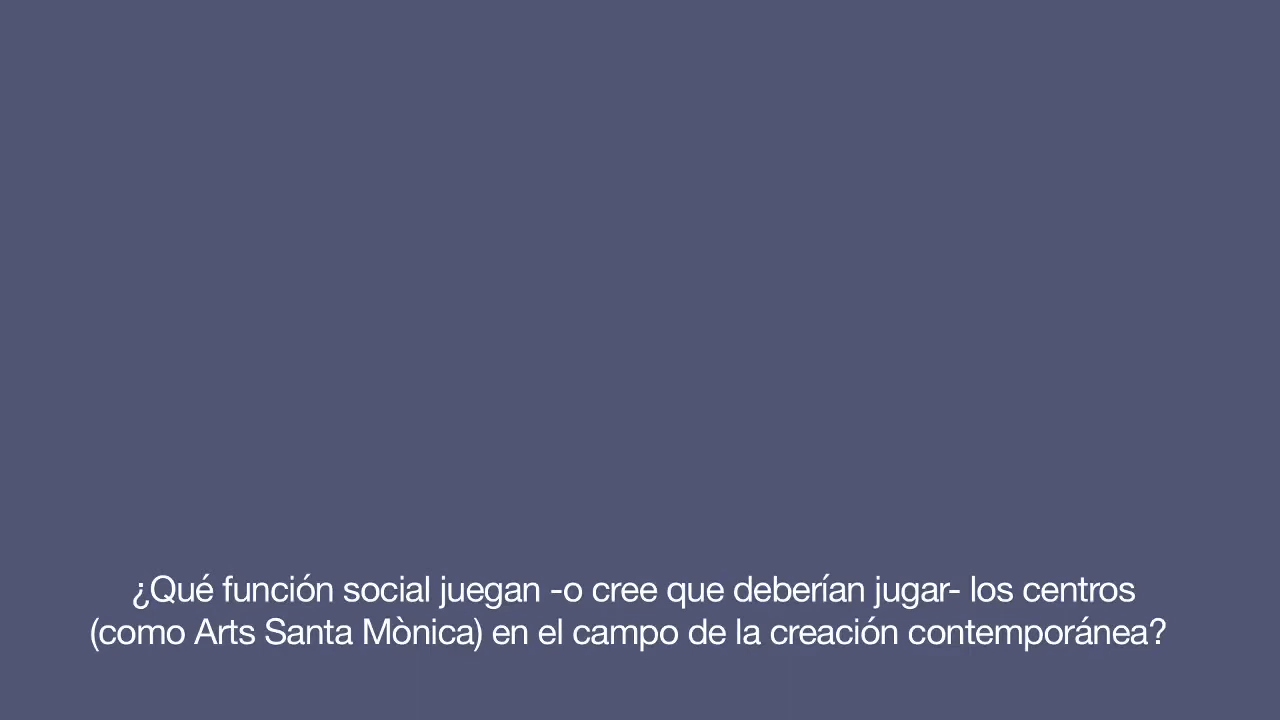 ¿Qué función social juegan -o cree que deberían jugar- los centros
(como Arts Santa Mònica) en el campo de la creación contemporánea?